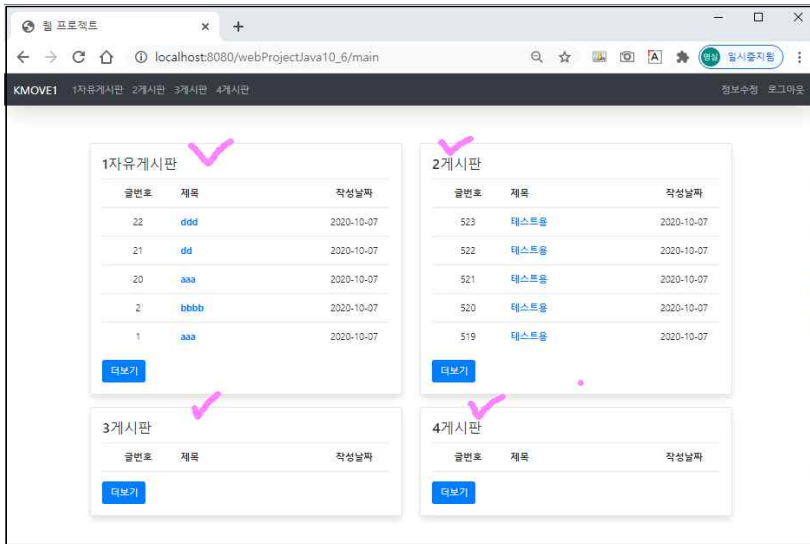 웹 프로젝트
localhost:8080/webProjectJava10_6/main
명실 일시중지됨
KMOVE1 1자유게시판 2게시판 3게시판 4게시판 정보수정 로그아웃
1자유게시판
글번호 제목 작성날짜
22 ddd 2020-10-07
21 dd 2020-10-07
20 aaa 2020-10-07
2 bbbb 2020-10-07
1 aaa 2020-10-07
더보기
2게시판
글번호 제목 작성날짜
523 테스트용 2020-10-07
522 테스트용 2020-10-07
521 테스트용 2020-10-07
520 테스트용 2020-10-07
519 테스트용 2020-10-07
더보기
3게시판
글번호 제목 작성날짜
더보기
4게시판
글번호 제목 작성날짜
더보기